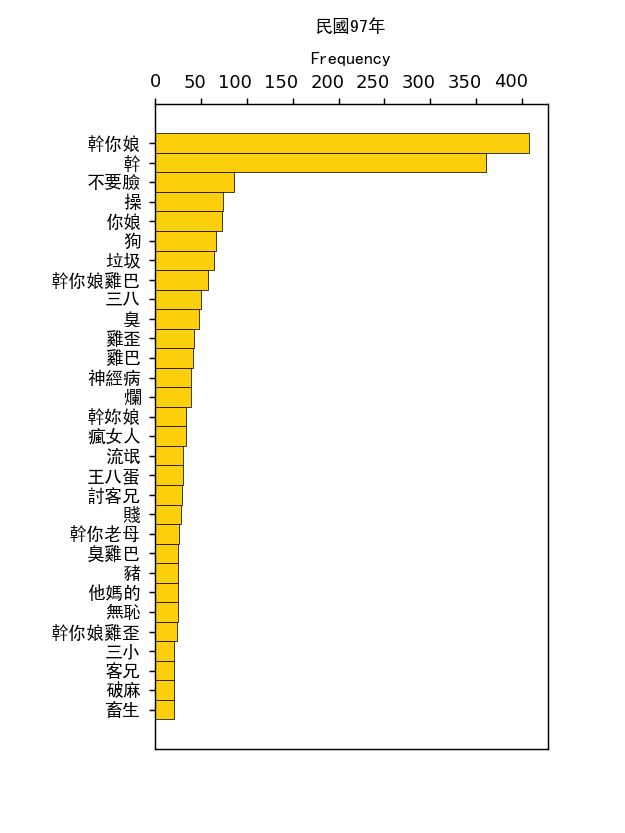 民國97年
Frequency
0 50 100 150 200 250 300 350 400
幹你娘
幹
不要臉
操
你娘
狗
垃圾
幹你娘雞巴
三八
臭
雞歪
雞巴
神經病
爛
幹妳娘
瘋女人
流氓
王八蛋
討客兄
賤
幹你老母
臭雞巴
豬
他媽的
無恥
幹你娘雞歪
三小
客兄
破麻
畜生